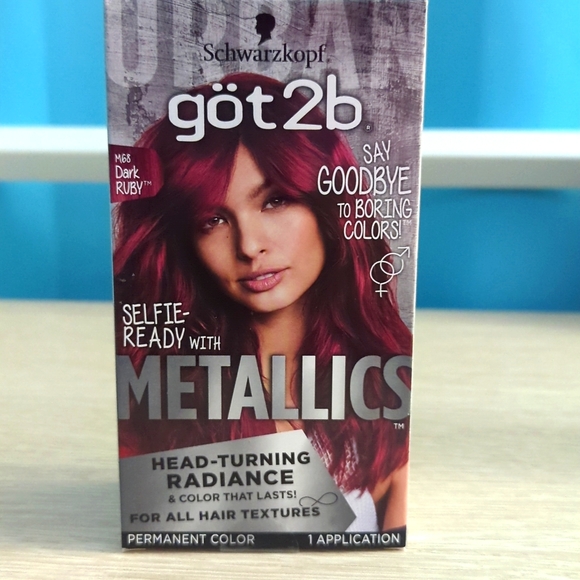 URBAN
Schwarzkopf
göt2b®
M68
Dark
RUBY™
SAY
GOODBYE
TO BORING
COLORS!™
SELFIE-
READY WITH
METALLICS™
HEAD-TURNING
RADIANCE
& COLOR THAT LASTS!
FOR ALL HAIR TEXTURES
PERMANENT COLOR
1 APPLICATION